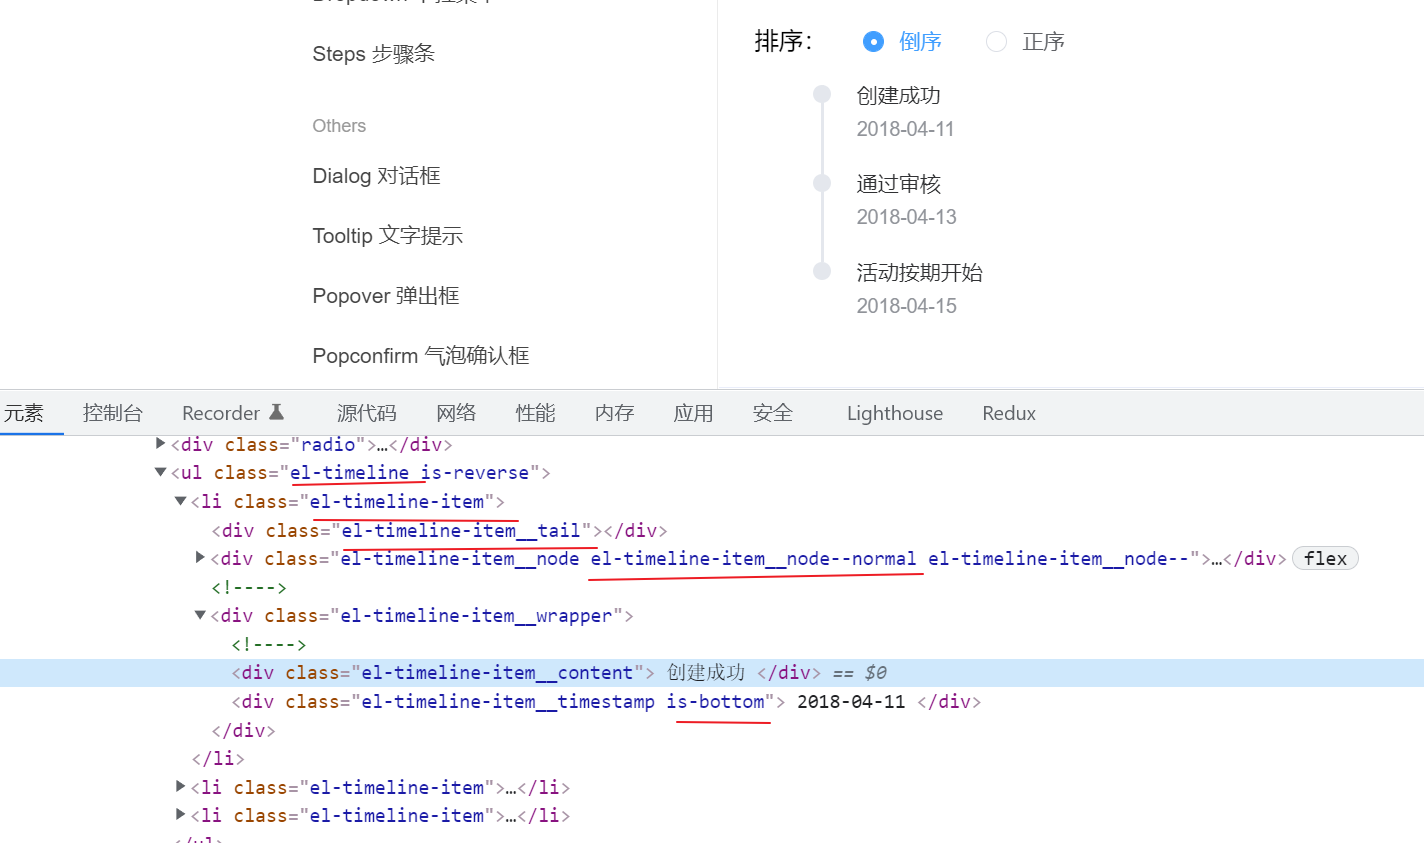 Steps 步骤条
Others
Dialog 对话框
Tooltip 文字提示
Popover 弹出框
Popconfirm 气泡确认框
排序： 倒序 正序
创建成功
2018-04-11
通过审核
2018-04-13
活动按期开始
2018-04-15
元素 控制台 Recorder 源代码 网络 性能 内存 应用 安全 Lighthouse Redux
<div class="radio">…</div>
<ul class="el-timeline is-reverse">
<li class="el-timeline-item">
<div class="el-timeline-item__tail"></div>
<div class="el-timeline-item__node el-timeline-item__node--normal el-timeline-item__node--">…</div> flex
<!---->
<div class="el-timeline-item__wrapper">
<!---->
<div class="el-timeline-item__content"> 创建成功 </div> == $0
<div class="el-timeline-item__timestamp is-bottom"> 2018-04-11 </div>
</div>
</li>
<li class="el-timeline-item">…</li>
<li class="el-timeline-item">…</li>